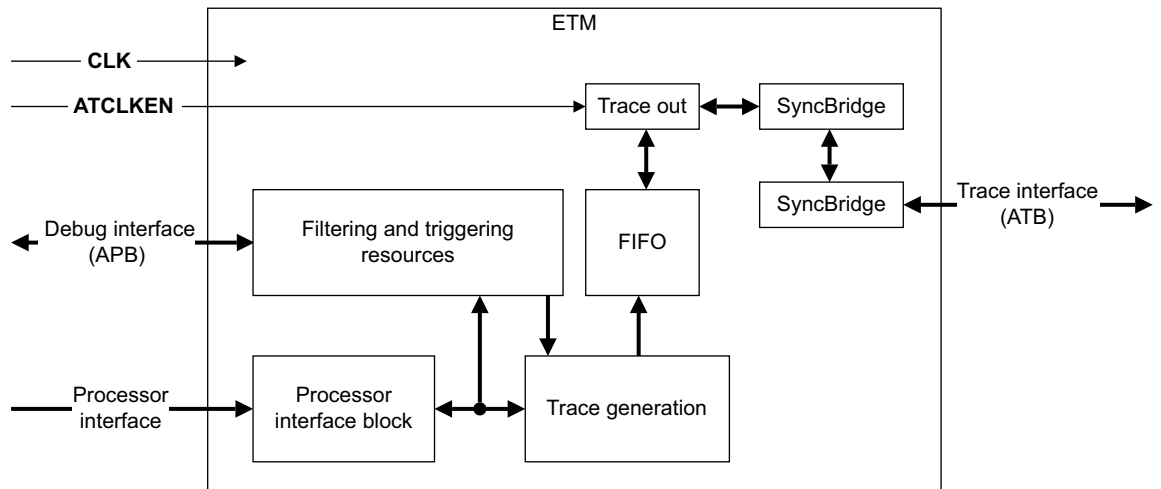 ETM
CLK
ATCLKEN
Trace out
SyncBridge
SyncBridge
Trace interface
(ATB)
Debug interface
(APB)
Filtering and triggering
resources
FIFO
Processor
interface
Processor
interface block
Trace generation